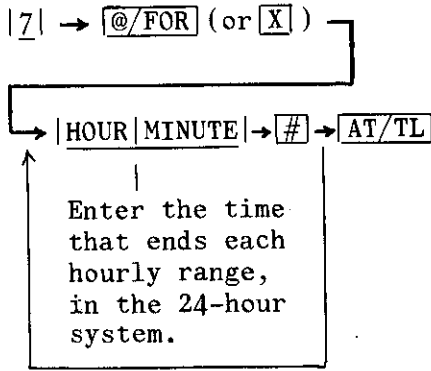 7 → @/FOR (or X)
HOUR MINUTE → # → AT/TL
Enter the time
that ends each
hourly range,
in the 24-hour
system.